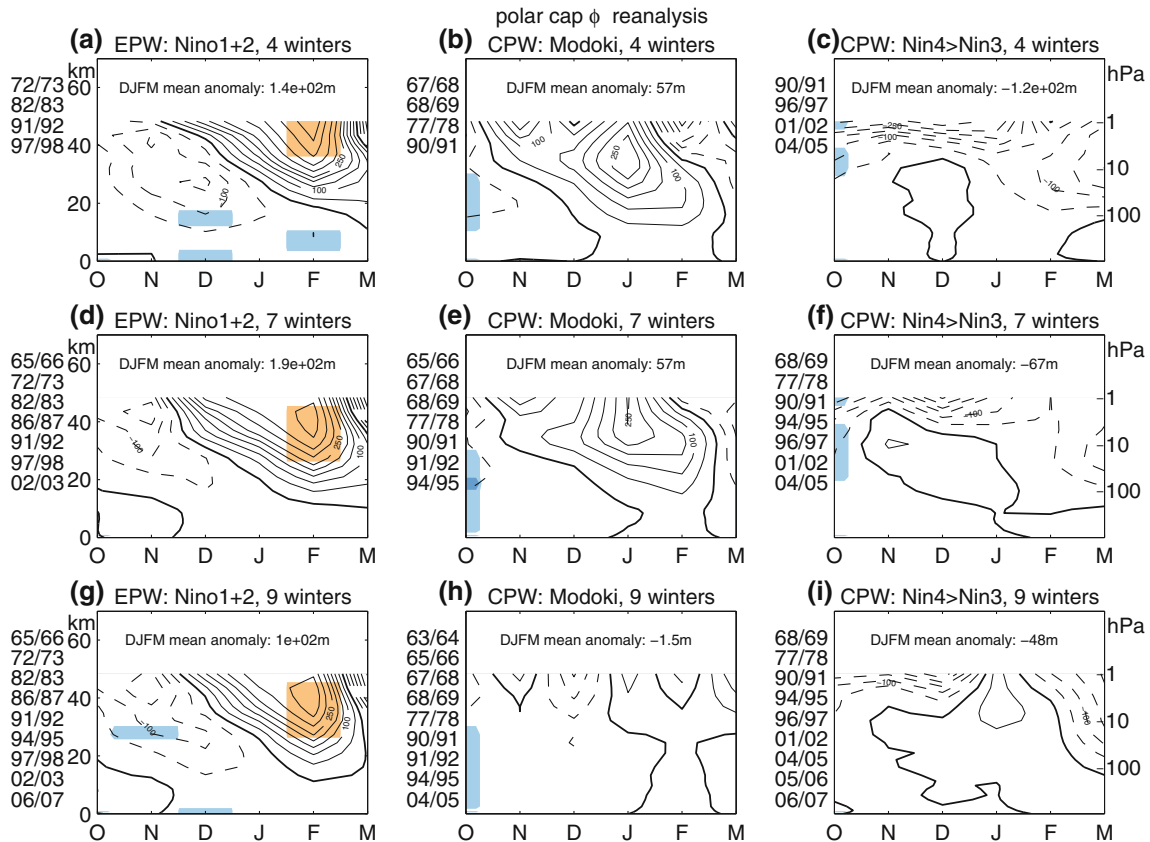 polar cap ϕ reanalysis
(a) EPW: Nino1+2, 4 winters
km
72/73
82/83
91/92
97/98
DJFM mean anomaly: 1.4e+02m
60
40
20
0
−100
250
100
O N D J F M
(b) CPW: Modoki, 4 winters
67/68
68/69
77/78
90/91
DJFM mean anomaly: 57m
100
250
O N D J F M
(c) CPW: Nin4>Nin3, 4 winters
hPa
90/91
96/97
01/02
04/05
DJFM mean anomaly: −1.2e+02m
−250
−100
1
10
100
O N D J F M
(d) EPW: Nino1+2, 7 winters
km
65/66
72/73
82/83
86/87
91/92
97/98
02/03
DJFM mean anomaly: 1.9e+02m
60
40
20
0
−100
250
100
O N D J F M
(e) CPW: Modoki, 7 winters
65/66
67/68
68/69
77/78
90/91
91/92
94/95
DJFM mean anomaly: 57m
100
250
O N D J F M
(f) CPW: Nin4>Nin3, 7 winters
hPa
68/69
77/78
90/91
94/95
96/97
01/02
04/05
DJFM mean anomaly: −67m
−100
1
10
100
O N D J F M
(g) EPW: Nino1+2, 9 winters
km
65/66
72/73
82/83
86/87
91/92
94/95
97/98
02/03
06/07
DJFM mean anomaly: 1e+02m
60
40
20
0
−100
250
100
O N D J F M
(h) CPW: Modoki, 9 winters
63/64
65/66
67/68
68/69
77/78
90/91
91/92
94/95
04/05
DJFM mean anomaly: −1.5m
O N D J F M
(i) CPW: Nin4>Nin3, 9 winters
hPa
68/69
77/78
90/91
94/95
96/97
01/02
04/05
05/06
06/07
DJFM mean anomaly: −48m
−100
−100
1
10
100
O N D J F M